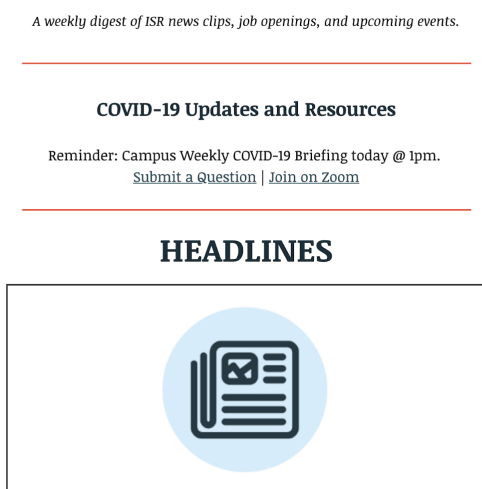 A weekly digest of ISR news clips, job openings, and upcoming events.
COVID-19 Updates and Resources
Reminder: Campus Weekly COVID-19 Briefing today @ 1pm.
Submit a Question | Join on Zoom
HEADLINES